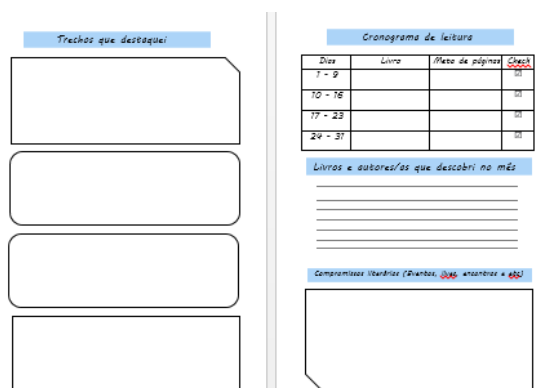 Trechos que destaquei
Cronograma de leitura
Dias Livro Meta de páginas Check
1 - 9 ☑
10 - 16 ☑
17 - 23 ☑
24 - 31 ☑
Livros e autores/as que descobri no mês
Compromissos literários (Eventos, lives, encontros e etc)